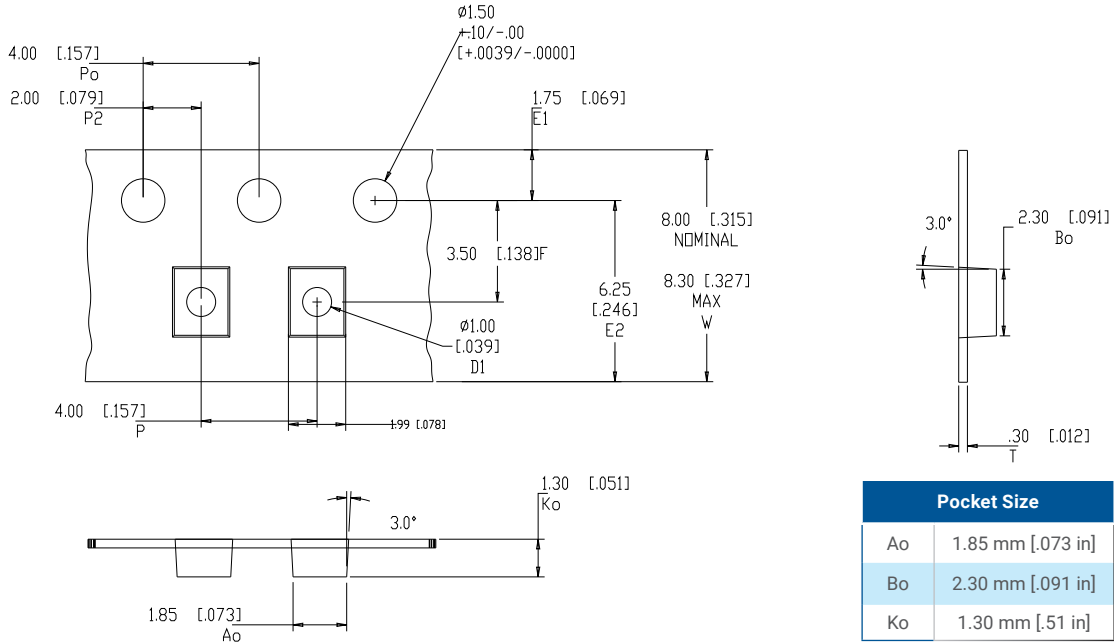 ø1.50
+.10/-.00
[+.0039/-.0000]
4.00 [.157]
Po
2.00 [.079]
P2
1.75 [.069]
E1
3.50 [.138]F
8.00 [.315]
NOMINAL
8.30 [.327]
MAX
W
6.25
[.246]
E2
ø1.00
[.039]
D1
4.00 [.157]
P
1.99 [.078]
3.0°
2.30 [.091]
Bo
.30 [.012]
T
1.30 [.051]
Ko
3.0°
1.85 [.073]
Ao
Pocket Size
Ao 1.85 mm [.073 in]
Bo 2.30 mm [.091 in]
Ko 1.30 mm [.51 in]